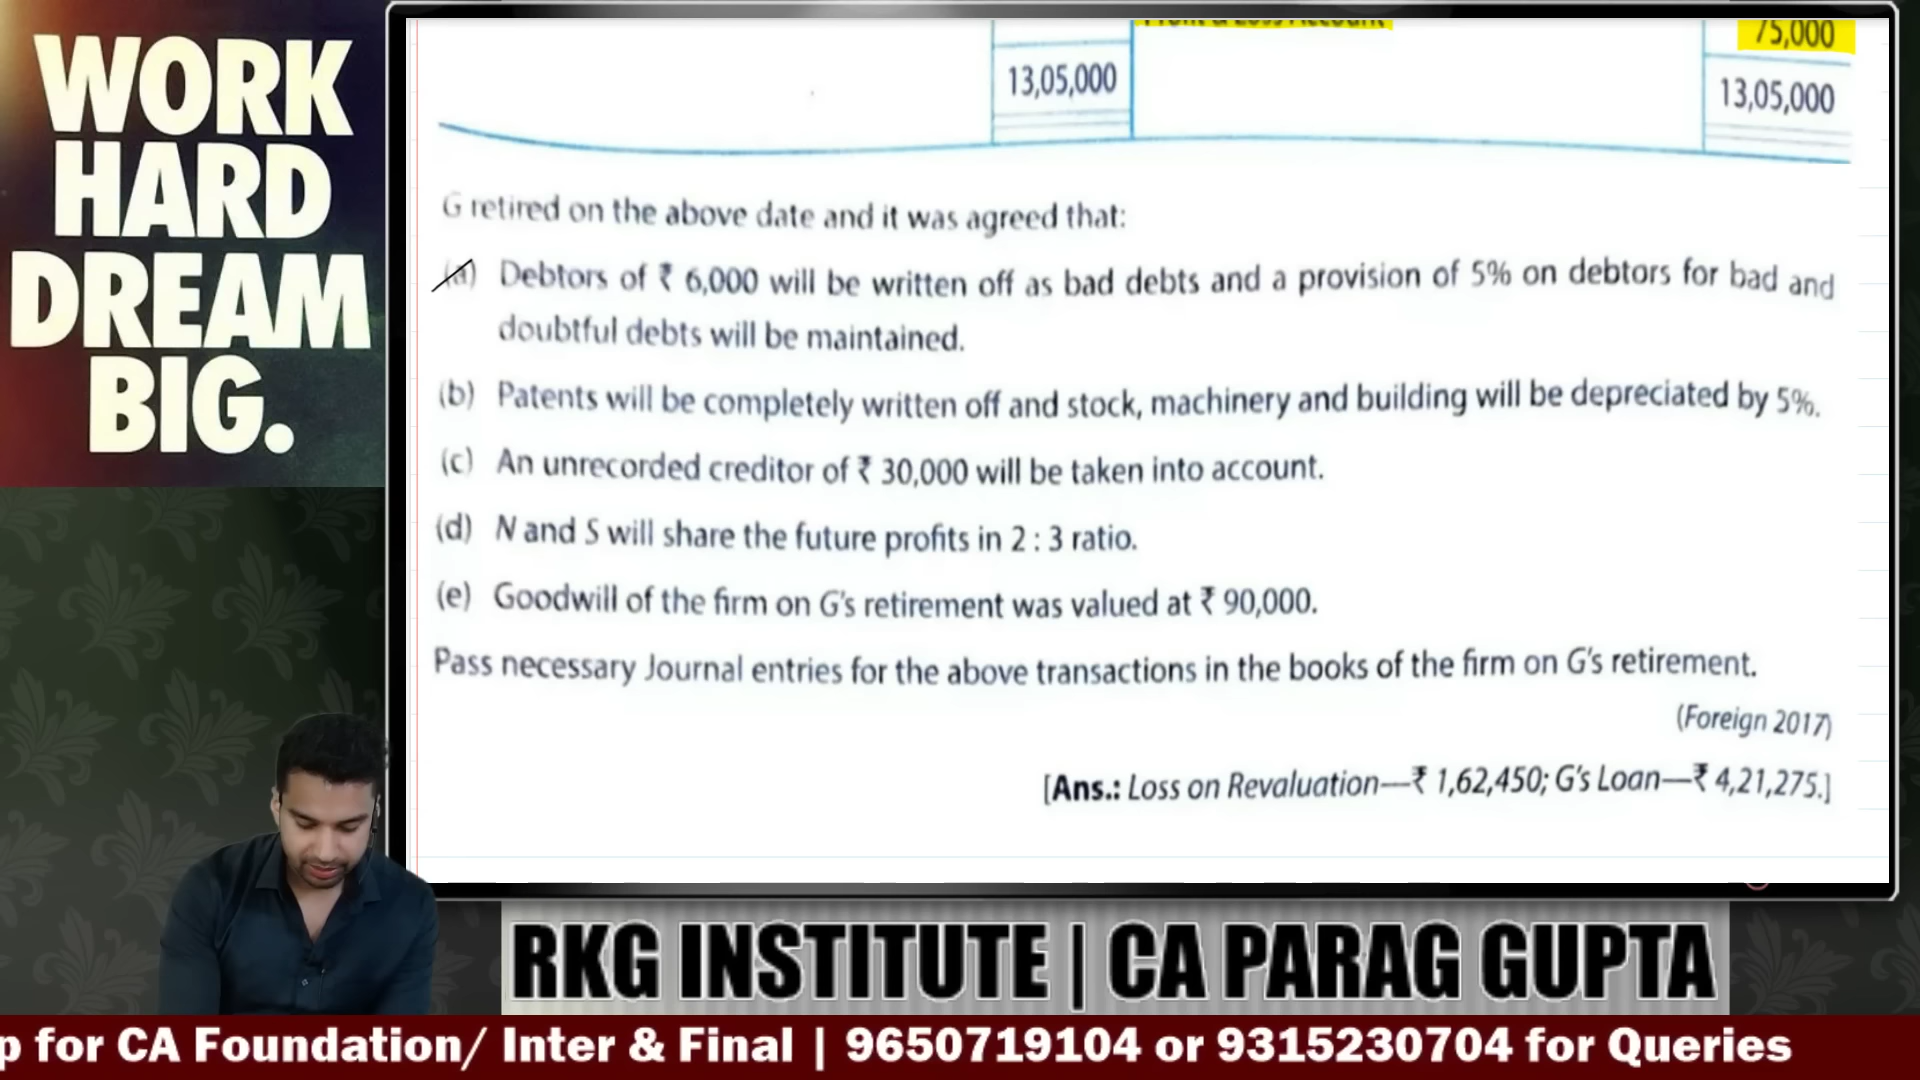 WORK
HARD
DREAM
BIG.
Profit & Loss Account
75,000
13,05,000
13,05,000
G retired on the above date and it was agreed that:
(a) Debtors of ₹ 6,000 will be written off as bad debts and a provision of 5% on debtors for bad and
doubtful debts will be maintained.
(b) Patents will be completely written off and stock, machinery and building will be depreciated by 5%.
(c) An unrecorded creditor of ₹ 30,000 will be taken into account.
(d) N and S will share the future profits in 2 : 3 ratio.
(e) Goodwill of the firm on G's retirement was valued at ₹ 90,000.
Pass necessary Journal entries for the above transactions in the books of the firm on G's retirement.
(Foreign 2017)
[Ans.: Loss on Revaluation—₹ 1,62,450; G's Loan—₹ 4,21,275.]
RKG INSTITUTE | CA PARAG GUPTA
p for CA Foundation/ Inter & Final | 9650719104 or 9315230704 for Queries